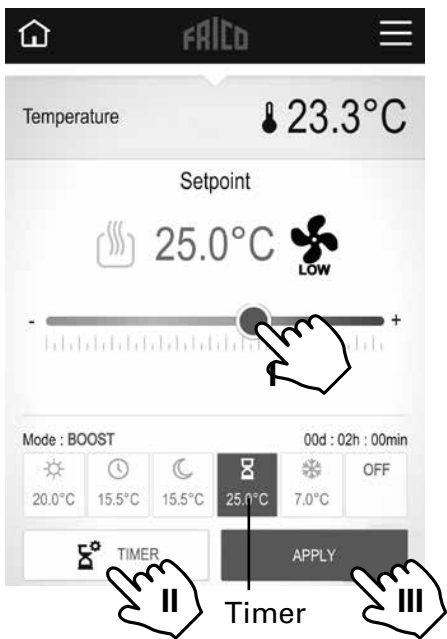 FRICO
Temperature 23.3°C
Setpoint
25.0°C
LOW
- +
I
Mode : BOOST 00d : 02h : 00min
20.0°C 15.5°C 15.5°C 25.0°C 7.0°C OFF
TIMER APPLY
II Timer III